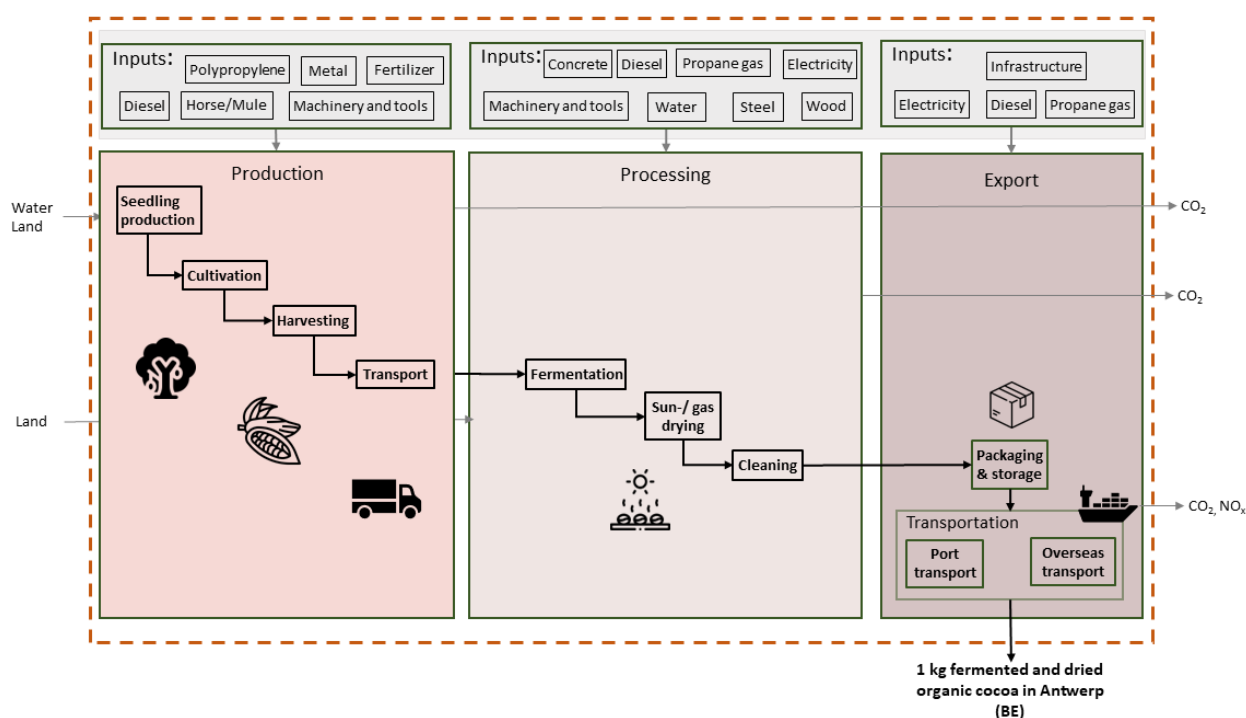 Inputs:
Polypropylene
Metal
Fertilizer
Diesel
Horse/Mule
Machinery and tools
Inputs:
Concrete
Diesel
Propane gas
Electricity
Machinery and tools
Water
Steel
Wood
Inputs:
Infrastructure
Electricity
Diesel
Propane gas
Water
Land
Land
Production
Seedling
production
Cultivation
Harvesting
Transport
Processing
Fermentation
Sun-/ gas
drying
Cleaning
Export
Packaging
& storage
Transportation
Port
transport
Overseas
transport
CO₂
CO₂
CO₂, NOₓ
1 kg fermented and dried
organic cocoa in Antwerp
(BE)